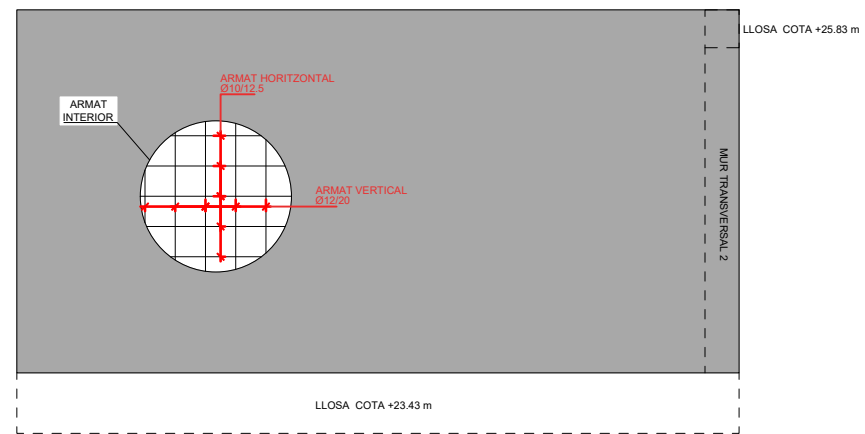 LLOSA COTA +25.83 m
ARMAT HORITZONTAL
Ø10/12.5
ARMAT
INTERIOR
ARMAT VERTICAL
Ø12/20
MUR TRANSVERSAL 2
LLOSA COTA +23.43 m